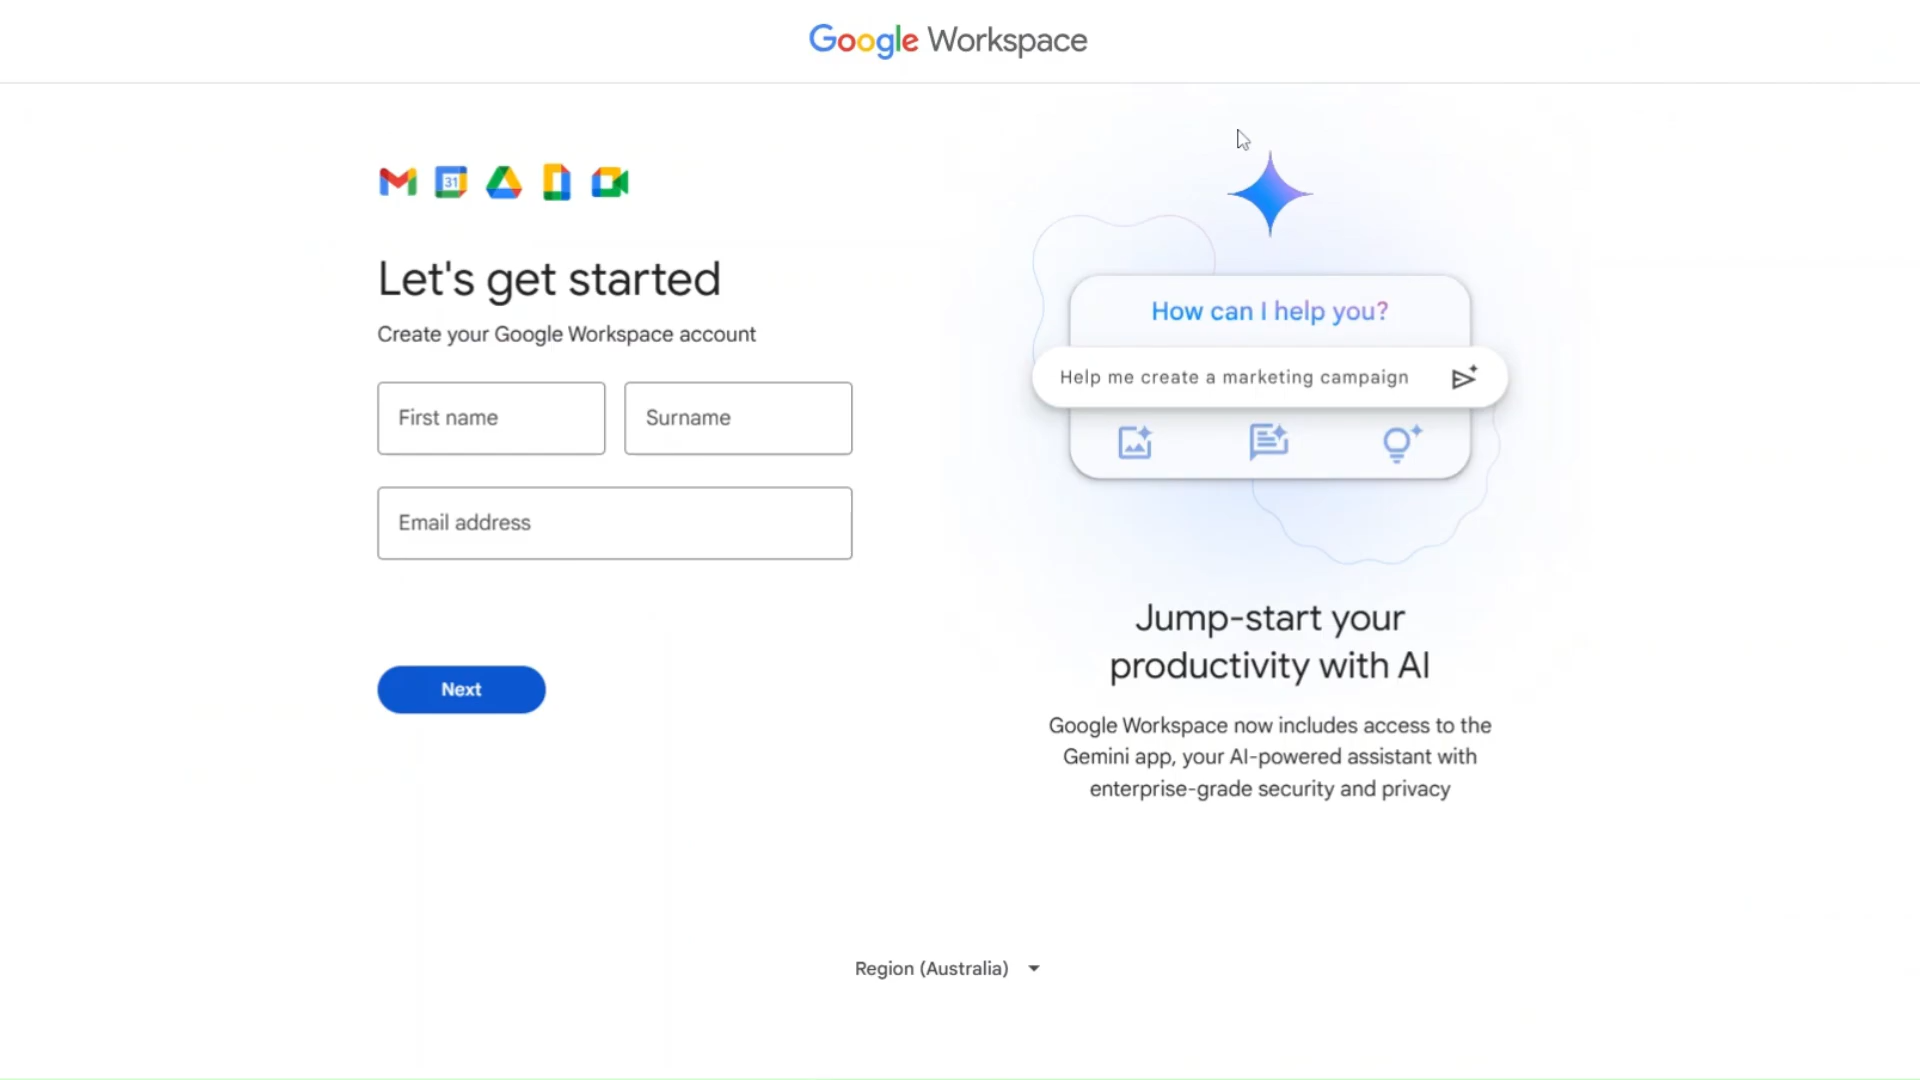 Google Workspace
31
Let's get started
Create your Google Workspace account
First name
Surname
Email address
Next
How can I help you?
Help me create a marketing campaign
Jump-start your
productivity with AI
Google Workspace now includes access to the
Gemini app, your AI-powered assistant with
enterprise-grade security and privacy
Region (Australia)